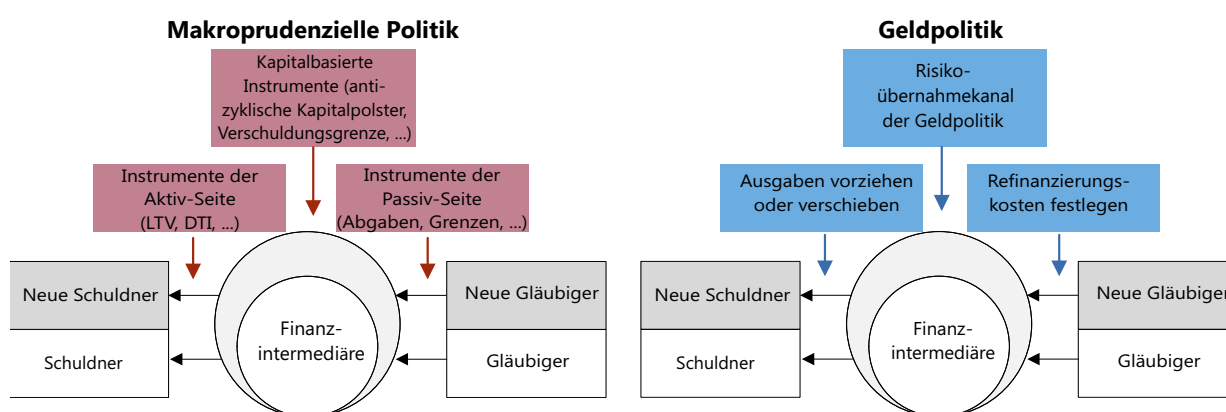 Makroprudenzielle Politik
Kapitalbasierte
Instrumente (anti-
zyklische Kapitalpolster,
Verschuldungsgrenze, ...)
Instrumente der
Aktiv-Seite
(LTV, DTI, ...)
Instrumente der
Passiv-Seite
(Abgaben, Grenzen, ...)
Neue Schuldner
Schuldner
Finanz-
intermediäre
Neue Gläubiger
Gläubiger
Geldpolitik
Risiko-
übernahmekanal
der Geldpolitik
Ausgaben vorziehen
oder verschieben
Refinanzierungs-
kosten festlegen
Neue Schuldner
Schuldner
Finanz-
intermediäre
Neue Gläubiger
Gläubiger